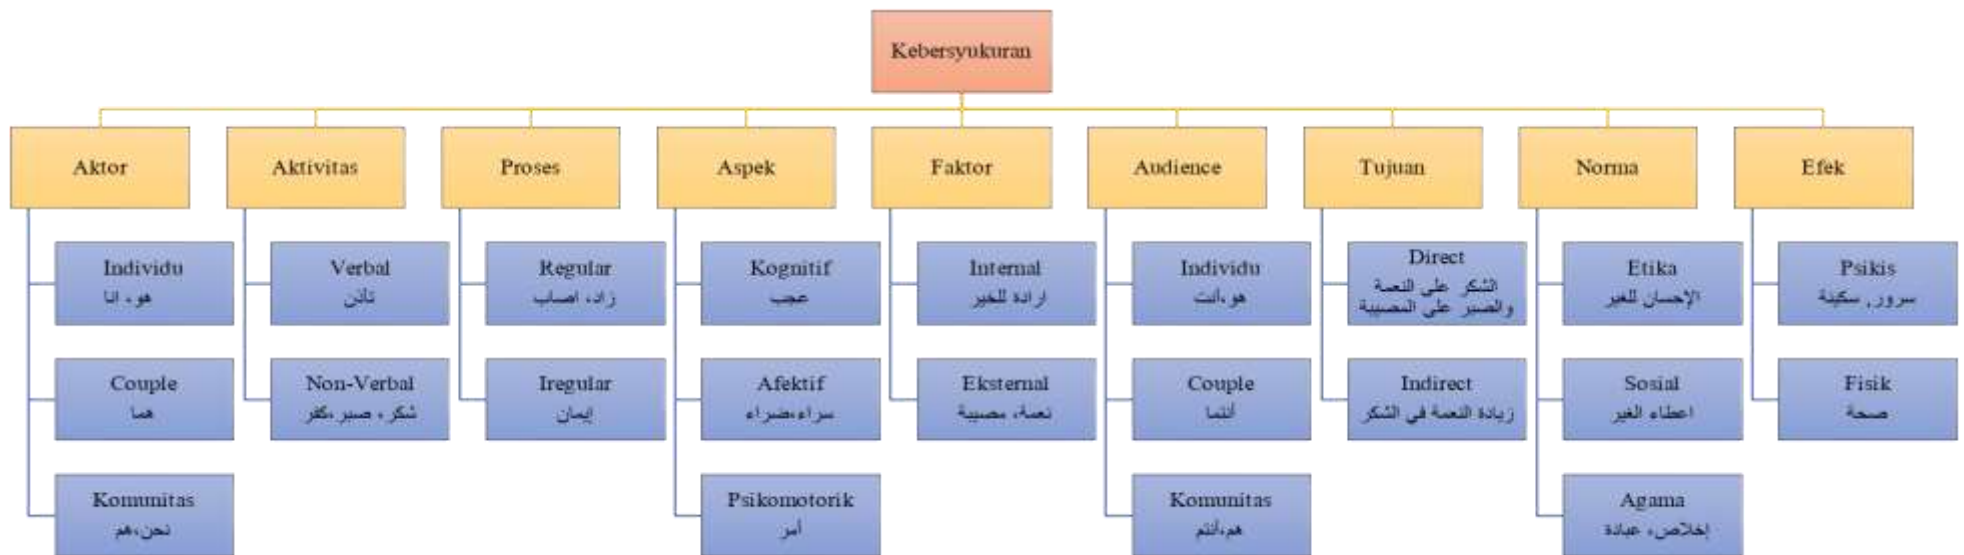 Kebersyukuran
Aktor
Aktivitas
Proses
Aspek
Faktor
Audience
Tujuan
Norma
Efek
Individu
هو، انا
Couple
هما
Komunitas
نحن،هم
Verbal
تأذن
Non-Verbal
شكر، صبر،كفر
Regular
زاد، اصاب
Iregular
إيمان
Kognitif
عجب
Afektif
سراء،ضراء
Psikomotorik
أمر
Internal
ارادة للخير
Eksternal
نعمة، مصيبة
Individu
هو،أنت
Couple
أنتما
Komunitas
هم،أنتم
Direct
الشكر على النعمة
والصبر على المصيبة
Indirect
زيادة النعمة في الشكر
Etika
الإحسان للغير
Sosial
اعطاء الغير
Agama
إخلاص، عبادة
Psikis
سرور, سكينة
Fisik
صحة